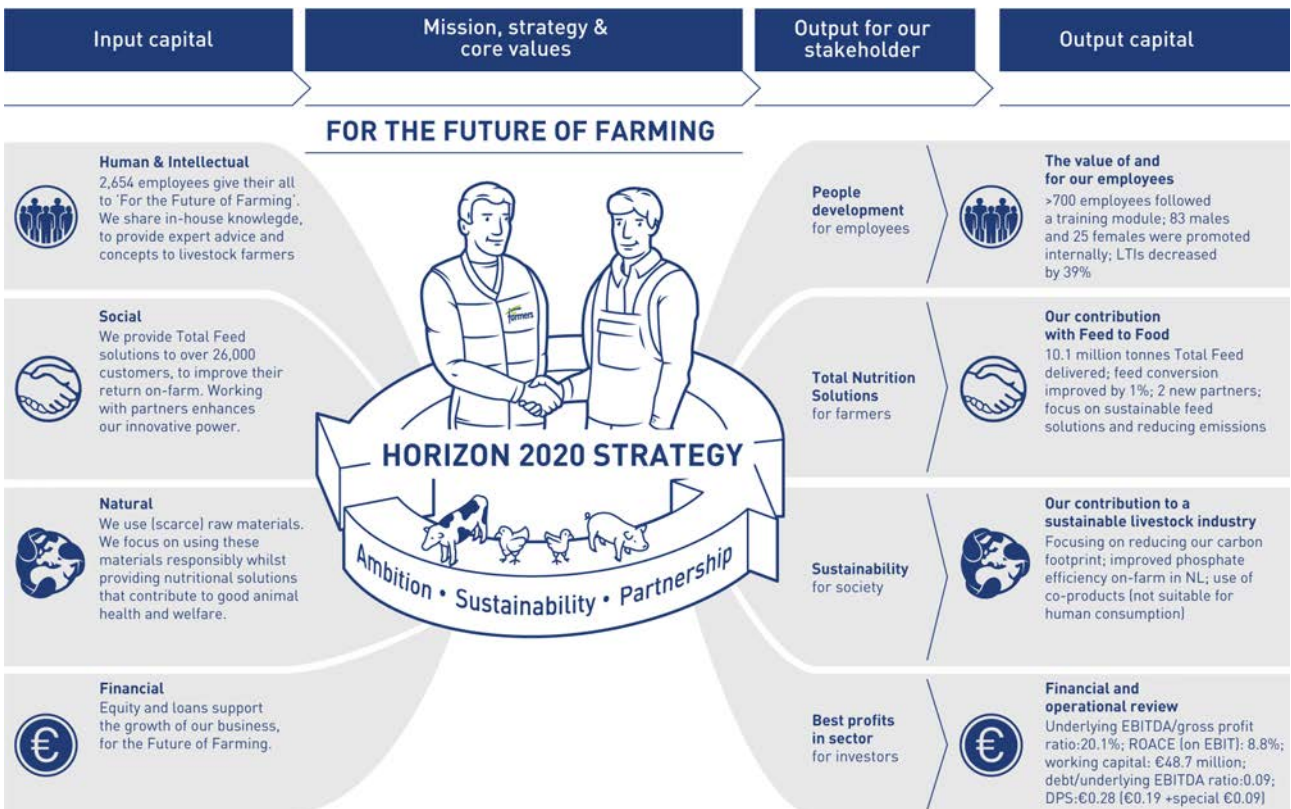 Input capital
Mission, strategy &
core values
Output for our
stakeholder
Output capital
FOR THE FUTURE OF FARMING
Human & Intellectual
2,654 employees give their all
to ‘For the Future of Farming’.
We share in-house knowlegde,
to provide expert advice and
concepts to livestock farmers
Social
We provide Total Feed
solutions to over 26,000
customers, to improve their
return on-farm. Working
with partners enhances
our innovative power.
Natural
We use (scarce) raw materials.
We focus on using these
materials responsibly whilst
providing nutritional solutions
that contribute to good animal
health and welfare.
Financial
Equity and loans support
the growth of our business,
for the Future of Farming.
€
farmers
HORIZON 2020 STRATEGY
Ambition • Sustainability • Partnership
People
development
for employees
Total Nutrition
Solutions
for farmers
Sustainability
for society
Best profits
in sector
for investors
The value of and
for our employees
>700 employees followed
a training module; 83 males
and 25 females were promoted
internally; LTIs decreased
by 39%
Our contribution
with Feed to Food
10.1 million tonnes Total Feed
delivered; feed conversion
improved by 1%; 2 new partners;
focus on sustainable feed
solutions and reducing emissions
Our contribution to a
sustainable livestock industry
Focusing on reducing our carbon
footprint; improved phosphate
efficiency on-farm in NL; use of
co-products (not suitable for
human consumption)
€
Financial and
operational review
Underlying EBITDA/gross profit
ratio:20.1%; ROACE (on EBIT): 8.8%;
working capital: €48.7 million;
debt/underlying EBITDA ratio:0.09;
DPS:€0.28 (€0.19 +special €0.09)